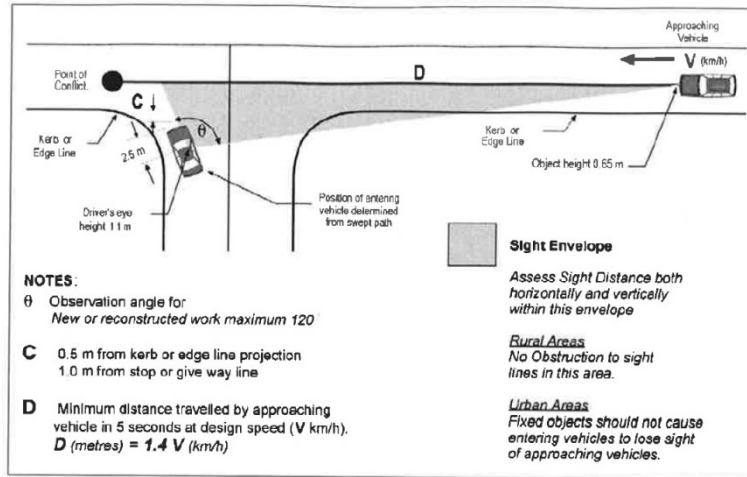 Approaching
Vehicle
V (km/h)
D
Point of
Conflict.
C
θ
Kerb or
Edge Line
2.5 m
Kerb or
Edge Line
Object height 0.65 m
Driver's eye
height 1.1 m
Position of entering
vehicle determined
from swept path
Sight Envelope
Assess Sight Distance both
horizontally and vertically
within this envelope
Rural Areas
No Obstruction to sight
lines in this area.
Urban Areas
Fixed objects should not cause
entering vehicles to lose sight
of approaching vehicles.
NOTES:
θ Observation angle for
New or reconstructed work maximum 120
C 0.5 m from kerb or edge line projection
1.0 m from stop or give way line
D Minimum distance travelled by approaching
vehicle in 5 seconds at design speed (V km/h).
D (metres) = 1.4 V (km/h)